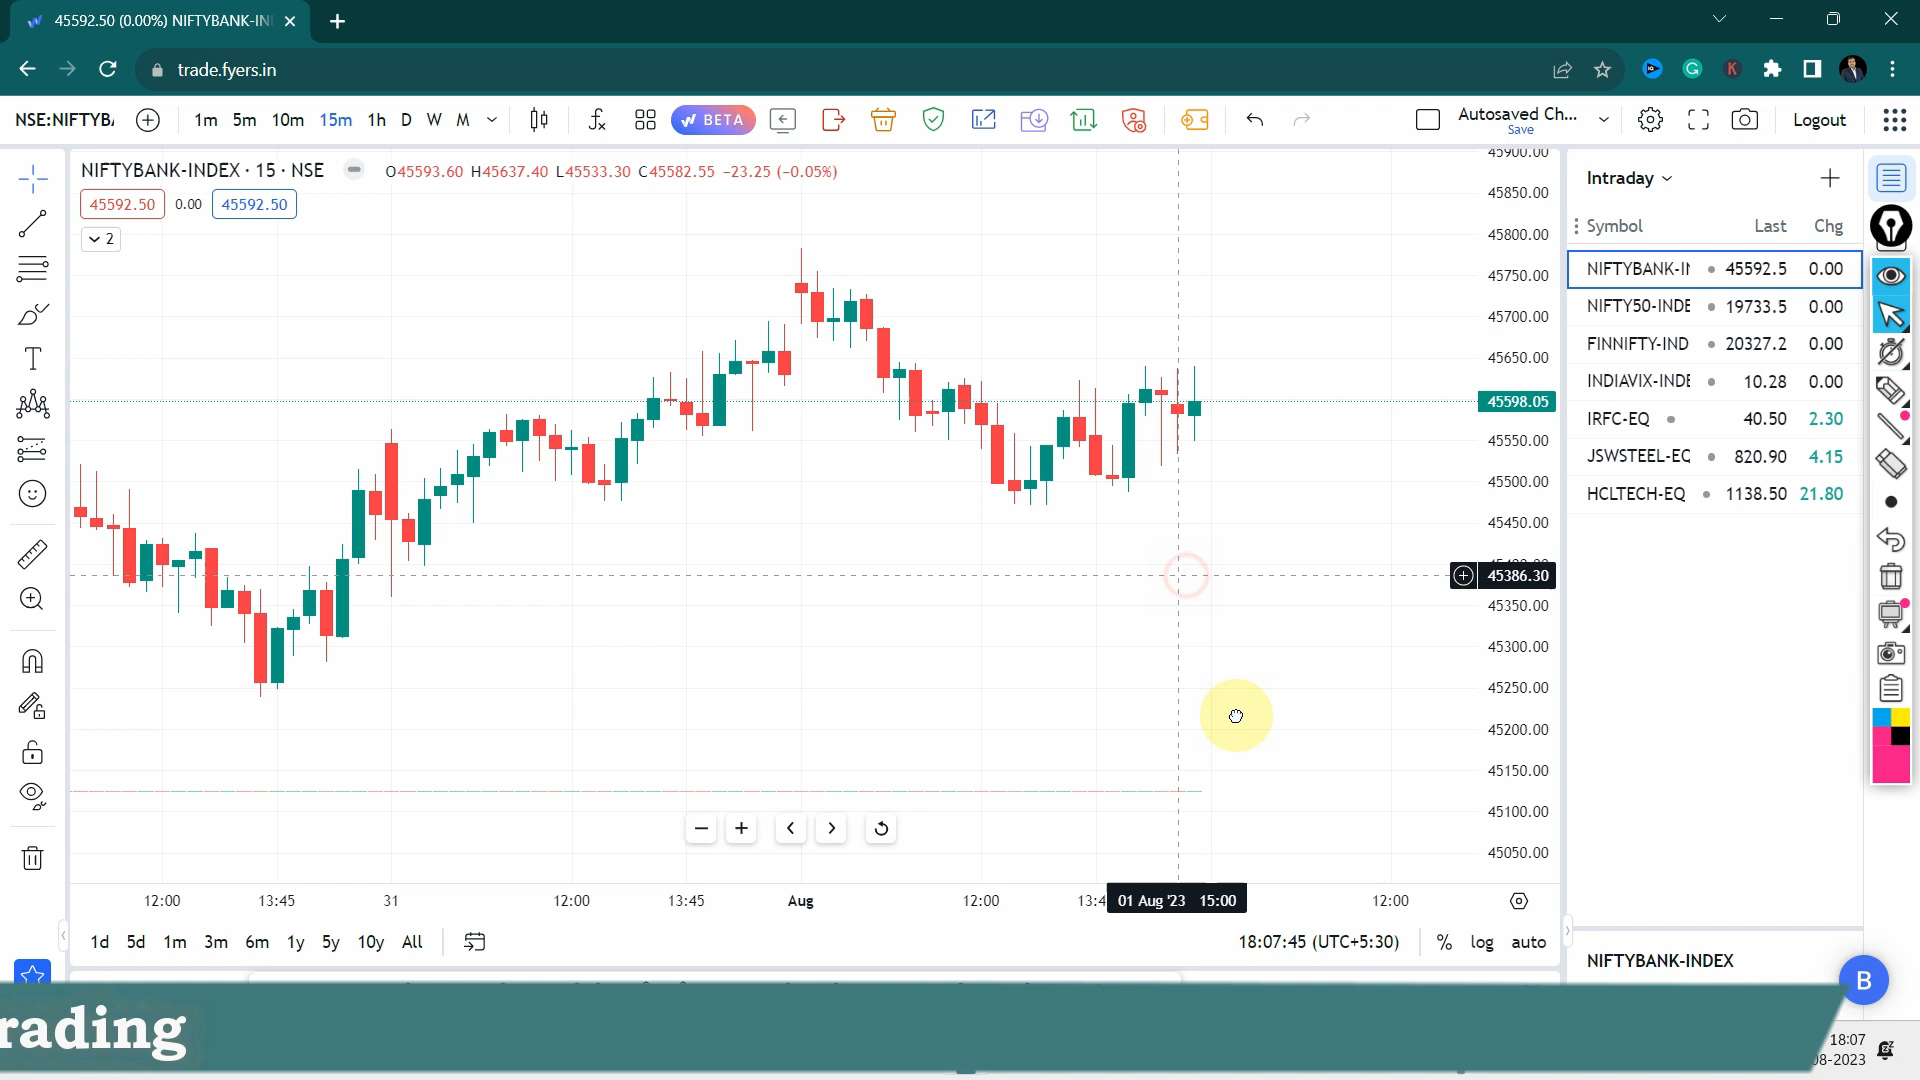 45592.50 (0.00%) NIFTYBANK-IN
trade.fyers.in
NSE:NIFTYB
1m 5m 10m 15m 1h D W M
BETA
Autosaved Ch...
Save
Logout
NIFTYBANK-INDEX · 15 · NSE
O45593.60 H45637.40 L45533.30 C45582.55 −23.25 (−0.05%)
45592.50 0.00 45592.50
2
45900.00
45850.00
45800.00
45750.00
45700.00
45650.00
45598.05
45550.00
45500.00
45450.00
45386.30
45350.00
45300.00
45250.00
45200.00
45150.00
45100.00
45050.00
12:00 13:45 31 12:00 13:45 Aug 12:00 13:4 01 Aug '23 15:00 12:00
1d 5d 1m 3m 6m 1y 5y 10y All
18:07:45 (UTC+5:30) % log auto
Intraday
Symbol Last Chg
NIFTYBANK-IN 45592.5 0.00
NIFTY50-INDE 19733.5 0.00
FINNIFTY-IND 20327.2 0.00
INDIAVIX-INDE 10.28 0.00
IRFC-EQ 40.50 2.30
JSWSTEEL-EQ 820.90 4.15
HCLTECH-EQ 1138.50 21.80
NIFTYBANK-INDEX
B
rading
18:07
08-2023